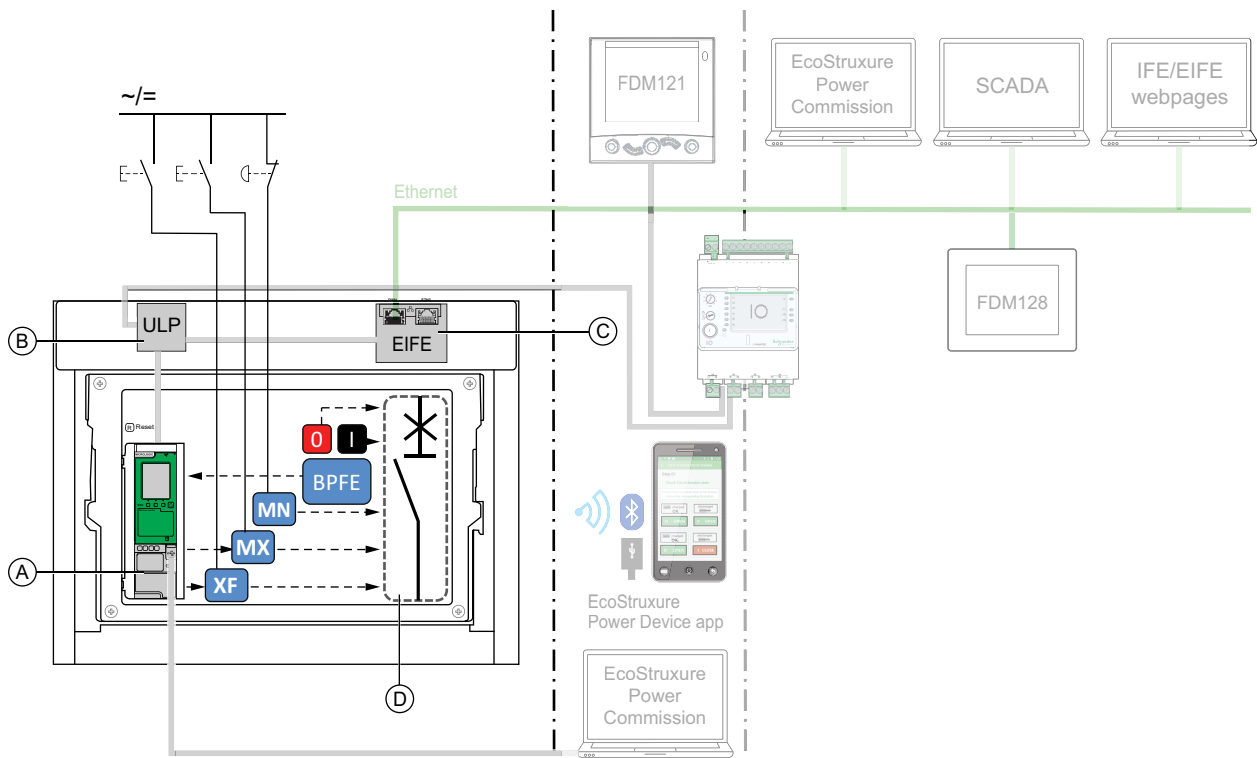 ~/=
FDM121
EcoStruxure
Power
Commission
SCADA
IFE/EIFE
webpages
Ethernet
ULP
EIFE
B
C
IO
IO
FDM128
R Reset
0
I
BPFE
MN
MX
XF
A
D
EcoStruxure
Power Device app
EcoStruxure
Power
Commission